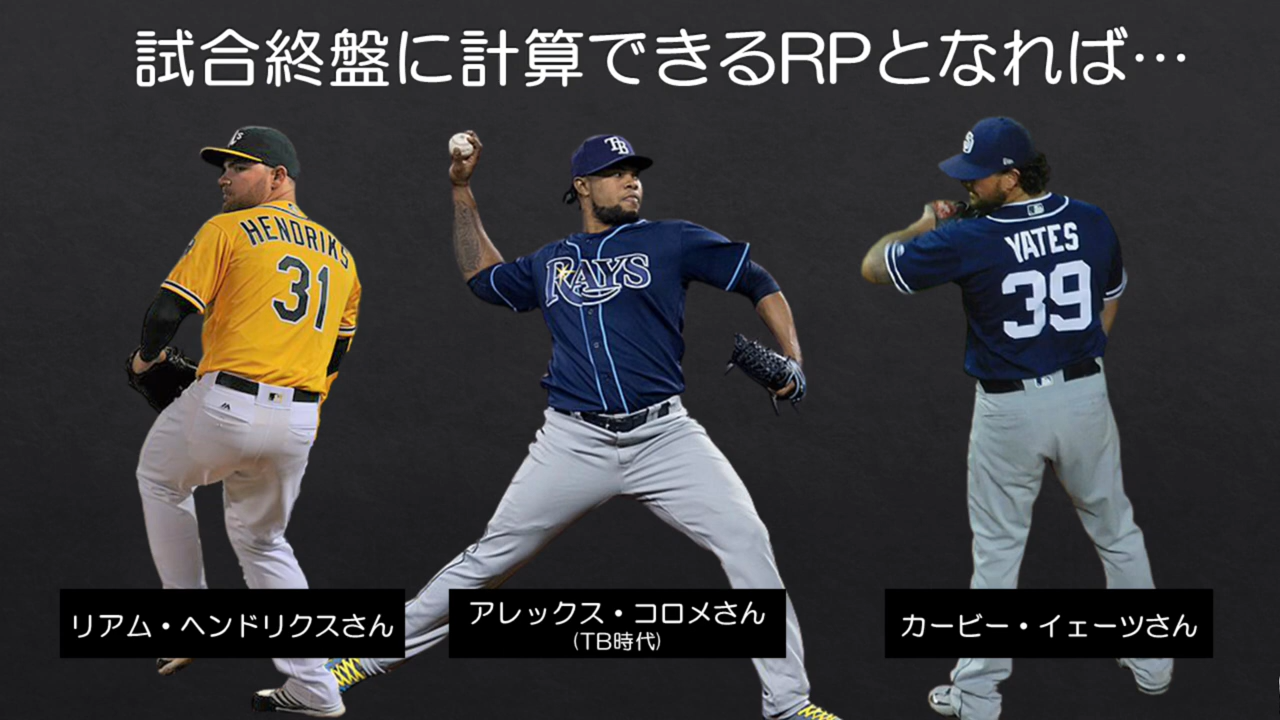 試合終盤に計算できるRPとなれば…
HENDRIKS
31
TB
RAYS
YATES
39
リアム・ヘンドリクスさん
アレックス・コロメさん
(TB時代)
カービー・イェーツさん